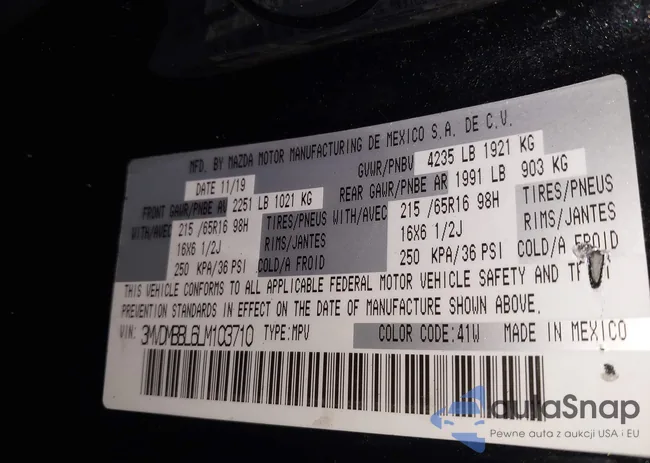 MFD. BY MAZDA MOTOR MANUFACTURING DE MEXICO S.A. DE C.V.
DATE 11/19 GVWR/PNBV 4235 LB 1921 KG
FRONT GAWR/PNBE AV 2251 LB 1021 KG REAR GAWR/PNBE AR 1991 LB 903 KG
WITH/AVEC 215 /65R16 98H TIRES/PNEUS WITH/AVEC 215 /65R16 98H TIRES/PNEUS
16X6 1/2J RIMS/JANTES 16X6 1/2J RIMS/JANTES
250 KPA/36 PSI COLD/A FROID 250 KPA/36 PSI COLD/A FROID
THIS VEHICLE CONFORMS TO ALL APPLICABLE FEDERAL MOTOR VEHICLE SAFETY AND
PREVENTION STANDARDS IN EFFECT ON THE DATE OF MANUFACTURE SHOWN ABOVE.
VIN: 3MVDMBBL6LM103710 TYPE:MPV COLOR CODE:41W MADE IN MEXICO
autaSnap
Pewne auta z aukcji USA i EU